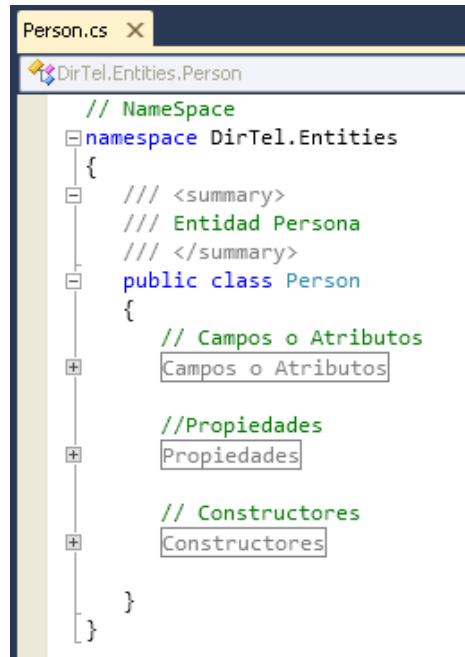 Person.cs
DirTel.Entities.Person
// NameSpace
namespace DirTel.Entities
{
/// <summary>
/// Entidad Persona
/// </summary>
public class Person
{
// Campos o Atributos
Campos o Atributos
//Propiedades
Propiedades
// Constructores
Constructores
}
}